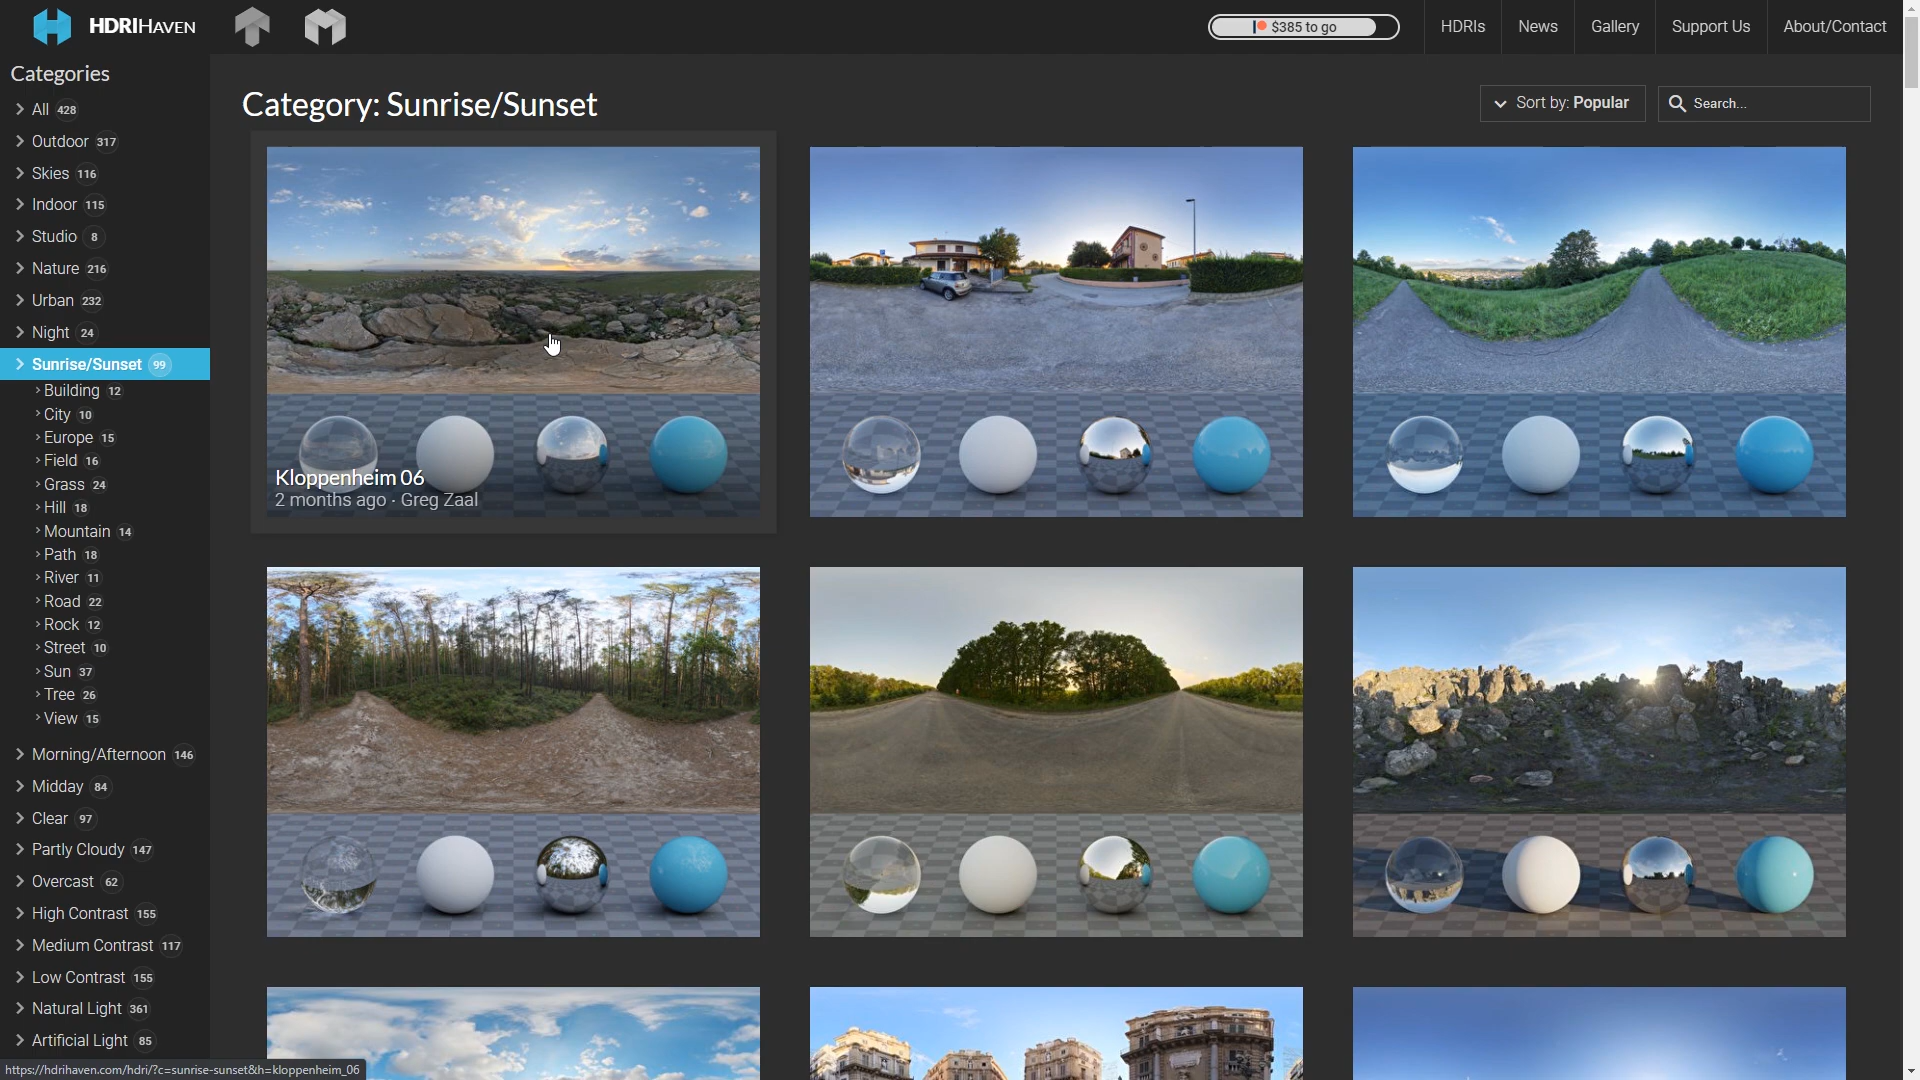 HDRIHAVEN
$385 to go
HDRIs
News
Gallery
Support Us
About/Contact
Categories
All 428
Outdoor 317
Skies 116
Indoor 115
Studio 8
Nature 216
Urban 232
Night 24
Sunrise/Sunset 99
Building 12
City 10
Europe 15
Field 16
Grass 24
Hill 18
Mountain 14
Path 18
River 11
Road 22
Rock 12
Street 10
Sun 37
Tree 26
View 15
Morning/Afternoon 146
Midday 84
Clear 97
Partly Cloudy 147
Overcast 62
High Contrast 155
Medium Contrast 117
Low Contrast 155
Natural Light 361
Artificial Light 85
Category: Sunrise/Sunset
Sort by: Popular
Search...
Kloppenheim 06
2 months ago · Greg Zaal
https://hdrihaven.com/hdri/?c=sunrise-sunset&h=kloppenheim_06